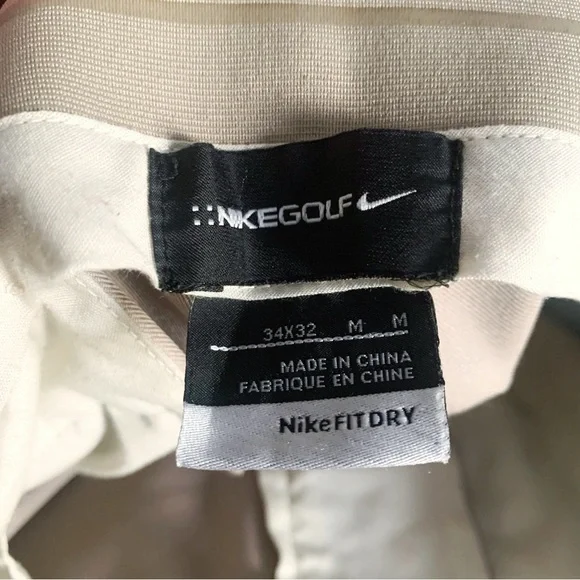 NIKEGOLF
34X32 M M
MADE IN CHINA
FABRIQUE EN CHINE
NikeFITDRY